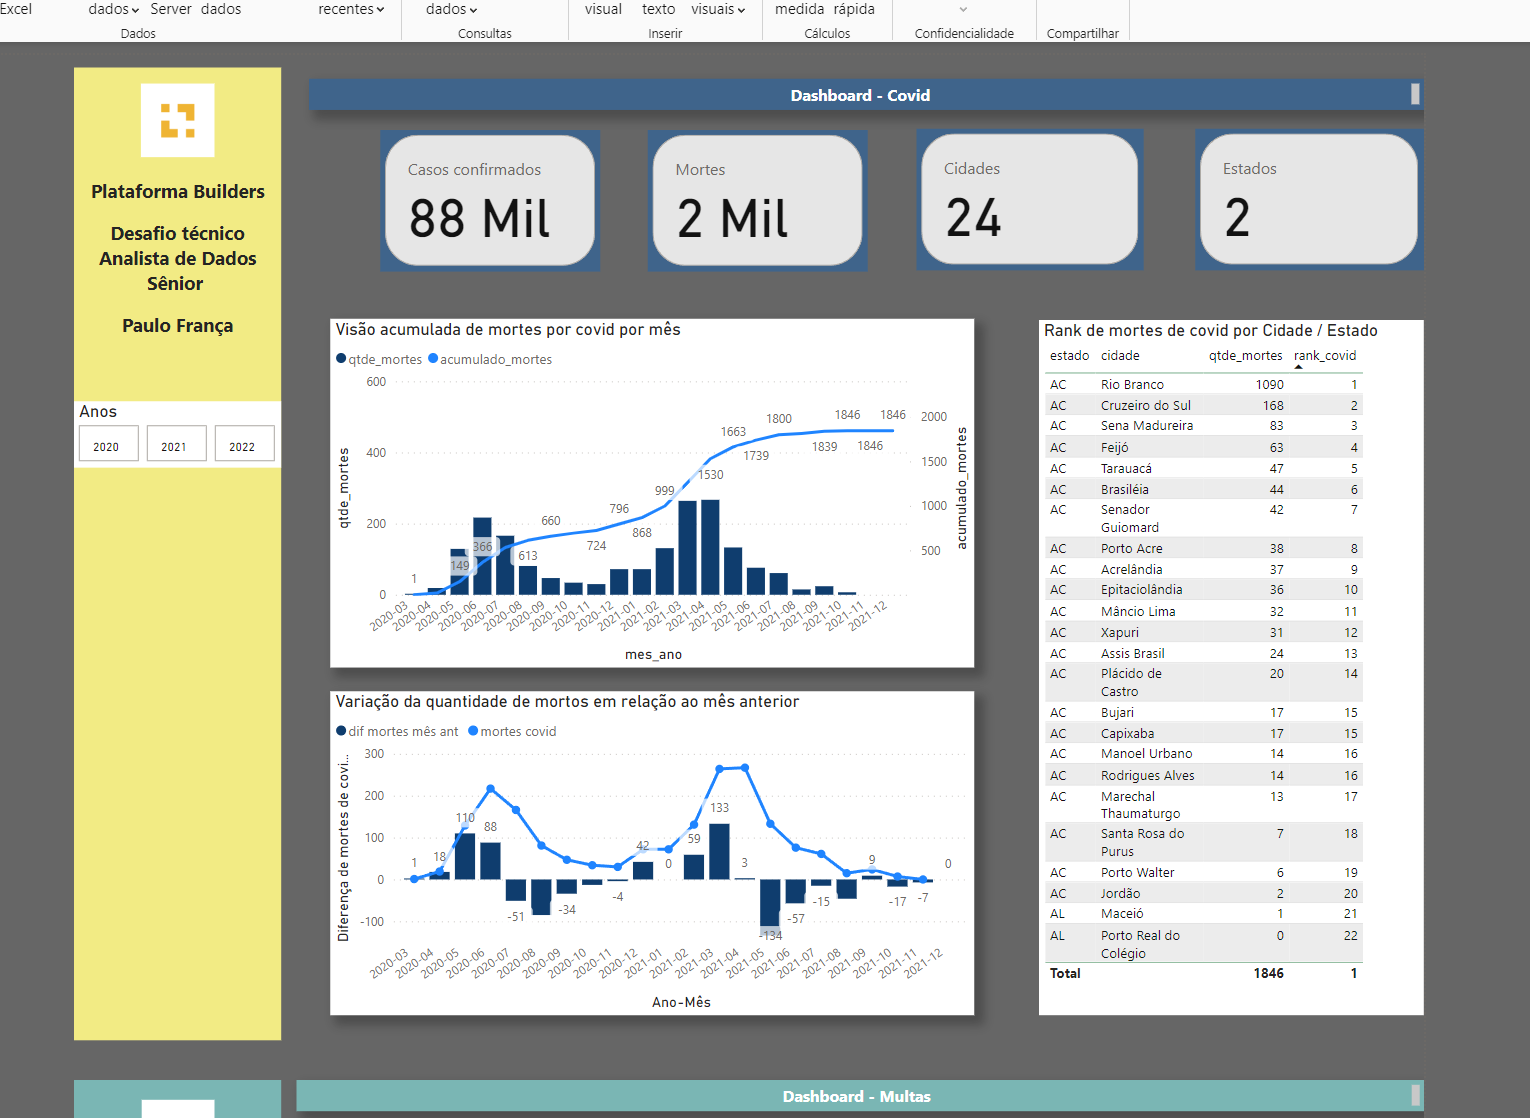 Excel
dados Server dados
recentes
dados
visual texto visuais
medida rápida
Dados
Consultas
Inserir
Cálculos
Confidencialidade
Compartilhar
Plataforma Builders
Desafio técnico
Analista de Dados
Sênior
Paulo França
Anos
2020 2021 2022
Dashboard - Covid
Casos confirmados
88 Mil
Mortes
2 Mil
Cidades
24
Estados
2
Visão acumulada de mortes por covid por mês
qtde_mortes acumulado_mortes
600
400
200
0
qtde_mortes
2000
1500
1000
500
acumulado_mortes
1
149
366
613
660
724
796
868
999
1530
1663
1739
1800
1839
1846
1846
1846
2020-03 2020-04 2020-05 2020-06 2020-07 2020-08 2020-09 2020-10 2020-11 2020-12 2021-01 2021-02 2021-03 2021-04 2021-05 2021-06 2021-07 2021-08 2021-09 2021-10 2021-11 2021-12
mes_ano
Variação da quantidade de mortos em relação ao mês anterior
dif mortes mês ant mortes covid
300
200
100
0
-100
Diferença de mortes de covi...
1
18
110
88
-51
-34
-4
42
0
59
133
3
-134
-57
-15
9
-17
-7
0
2020-03 2020-04 2020-05 2020-06 2020-07 2020-08 2020-09 2020-10 2020-11 2020-12 2021-01 2021-02 2021-03 2021-04 2021-05 2021-06 2021-07 2021-08 2021-09 2021-10 2021-11 2021-12
Ano-Mês
Rank de mortes de covid por Cidade / Estado
estado cidade qtde_mortes rank_covid
AC Rio Branco 1090 1
AC Cruzeiro do Sul 168 2
AC Sena Madureira 83 3
AC Feijó 63 4
AC Tarauacá 47 5
AC Brasiléia 44 6
AC Senador 42 7
Guiomard
AC Porto Acre 38 8
AC Acrelândia 37 9
AC Epitaciolândia 36 10
AC Mâncio Lima 32 11
AC Xapuri 31 12
AC Assis Brasil 24 13
AC Plácido de 20 14
Castro
AC Bujari 17 15
AC Capixaba 17 15
AC Manoel Urbano 14 16
AC Rodrigues Alves 14 16
AC Marechal 13 17
Thaumaturgo
AC Santa Rosa do 7 18
Purus
AC Porto Walter 6 19
AC Jordão 2 20
AL Maceió 1 21
AL Porto Real do 0 22
Colégio
Total 1846 1
Dashboard - Multas